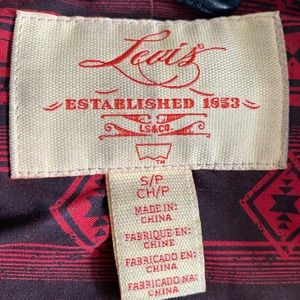 Levi's®
ESTABLISHED 1853
LS&CO.
S/P
CH/P
MADE IN:
CHINA
FABRIQUE EN:
CHINE
FABRICADO EN:
CHINA
FABRICADO NA:
CHINA